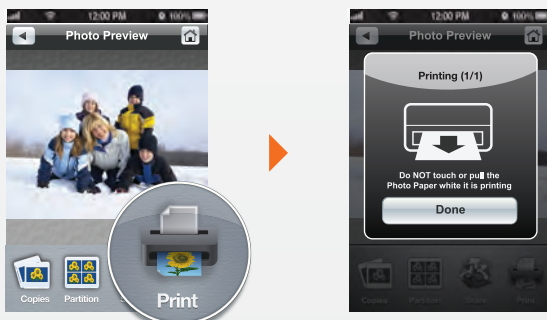 12:00 PM
100%
Photo Preview
Copies
Partition
Print
12:00 PM
100%
Photo Preview
Printing (1/1)
Do NOT touch or pull the
Photo Paper white it is printing
Done
Copies
Partition
Share
Print